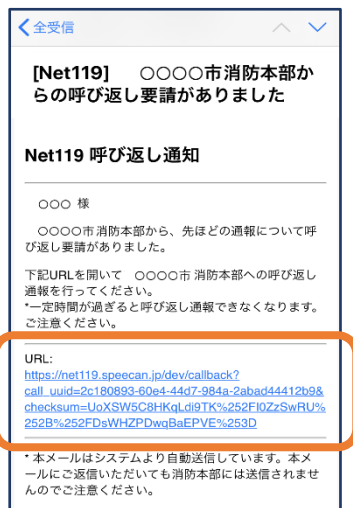 全受信
[Net119]　○○○○市消防本部か
らの呼び返し要請がありました
Net119 呼び返し通知
○○○ 様
○○○○市消防本部から、先ほどの通報について呼
び返し要請がありました。
下記URLを開いて　○○○○市 消防本部への呼び返し
通報を行ってください。
*一定時間が過ぎると呼び返し通報できなくなります。
ご注意ください。
URL:
https://net119.speecan.jp/dev/callback?
call_uuid=2c180893-60e4-44d7-984a-2abad44412b9&
checksum=UoXSW5C8HKqLdi9TK%252FI0ZzSwRU%
252B%252FDsWHZPDwqBaEPVE%253D
* 本メールはシステムより自動送信しています。本メ
ールにご返信いただいても消防本部には送信されませ
んのでご注意ください。